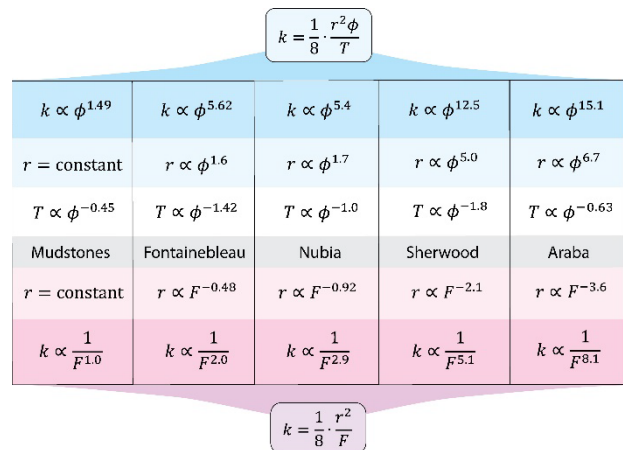 k = 1/8 · r²ϕ/T
k ∝ ϕ^1.49 k ∝ ϕ^5.62 k ∝ ϕ^5.4 k ∝ ϕ^12.5 k ∝ ϕ^15.1
r = constant r ∝ ϕ^1.6 r ∝ ϕ^1.7 r ∝ ϕ^5.0 r ∝ ϕ^6.7
T ∝ ϕ^−0.45 T ∝ ϕ^−1.42 T ∝ ϕ^−1.0 T ∝ ϕ^−1.8 T ∝ ϕ^−0.63
Mudstones Fontainebleau Nubia Sherwood Araba
r = constant r ∝ F^−0.48 r ∝ F^−0.92 r ∝ F^−2.1 r ∝ F^−3.6
k ∝ 1/F^1.0 k ∝ 1/F^2.0 k ∝ 1/F^2.9 k ∝ 1/F^5.1 k ∝ 1/F^8.1
k = 1/8 · r²/F